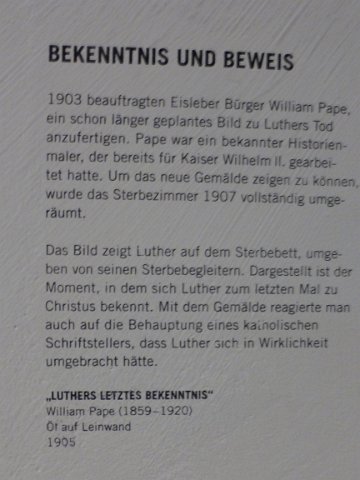 BEKENNTNIS UND BEWEIS
1903 beauftragten Eisleber Bürger William Pape,
ein schon länger geplantes Bild zu Luthers Tod
anzufertigen. Pape war ein bekannter Historien-
maler, der bereits für Kaiser Wilhelm II. gearbei-
tet hatte. Um das neue Gemälde zeigen zu können,
wurde das Sterbezimmer 1907 vollständig umge-
räumt.
Das Bild zeigt Luther auf dem Sterbebett, umge-
ben von seinen Sterbebegleitern. Dargestellt ist der
Moment, in dem sich Luther zum letzten Mal zu
Christus bekennt. Mit dem Gemälde reagierte man
auch auf die Behauptung eines katholischen
Schriftstellers, dass Luther sich in Wirklichkeit
umgebracht hätte.
„LUTHERS LETZTES BEKENNTNIS"
William Pape (1859–1920)
Öl auf Leinwand
1905